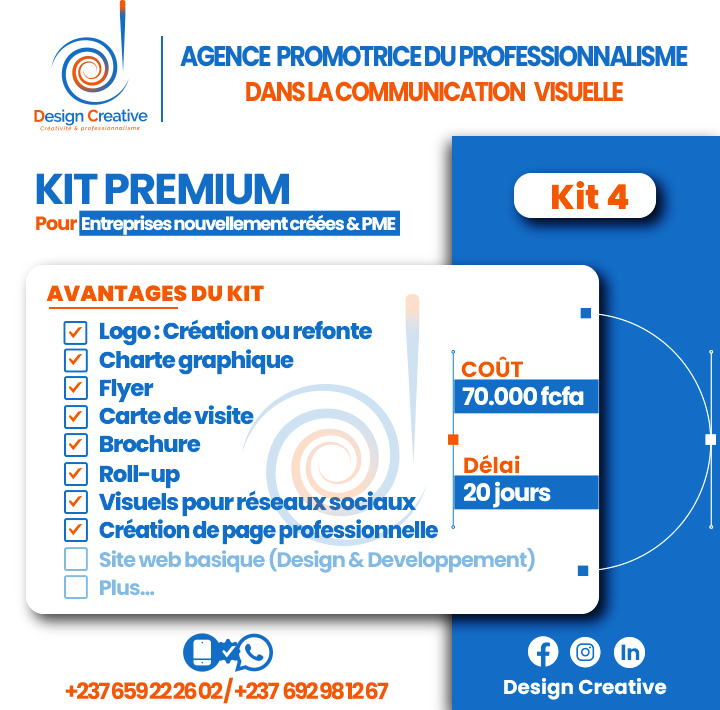 Design Creative
Créativité & professionnalisme
AGENCE PROMOTRICE DU PROFESSIONNALISME
DANS LA COMMUNICATION VISUELLE
KIT PREMIUM
Pour Entreprises nouvellement créées & PME
Kit 4
AVANTAGES DU KIT
Logo : Création ou refonte
Charte graphique
Flyer
Carte de visite
Brochure
Roll-up
Visuels pour réseaux sociaux
Création de page professionnelle
Site web basique (Design & Developpement)
Plus...
COÛT
70.000 fcfa
Délai
20 jours
+237 659 22 26 02 / +237 692 98 12 67
Design Creative